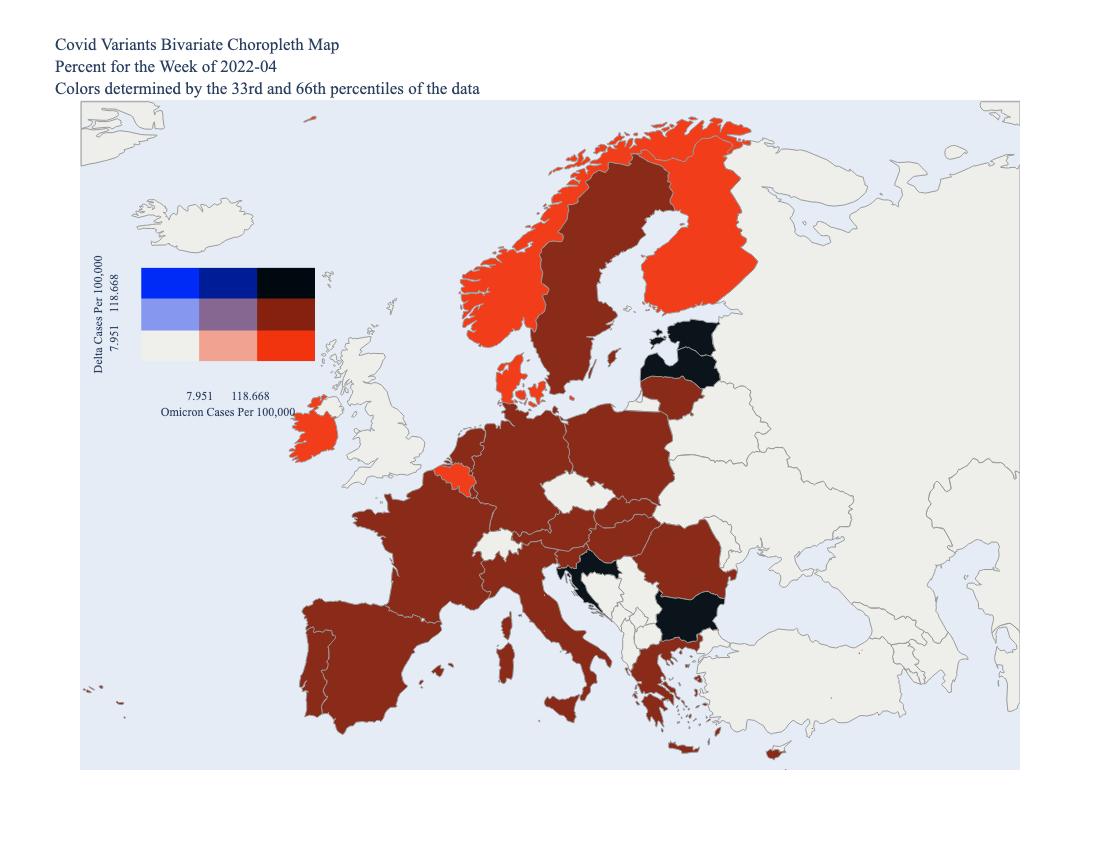 Covid Variants Bivariate Choropleth Map
Percent for the Week of 2022-04
Colors determined by the 33rd and 66th percentiles of the data
Delta Cases Per 100,000
7.951 118.668
7.951 118.668
Omicron Cases Per 100,000